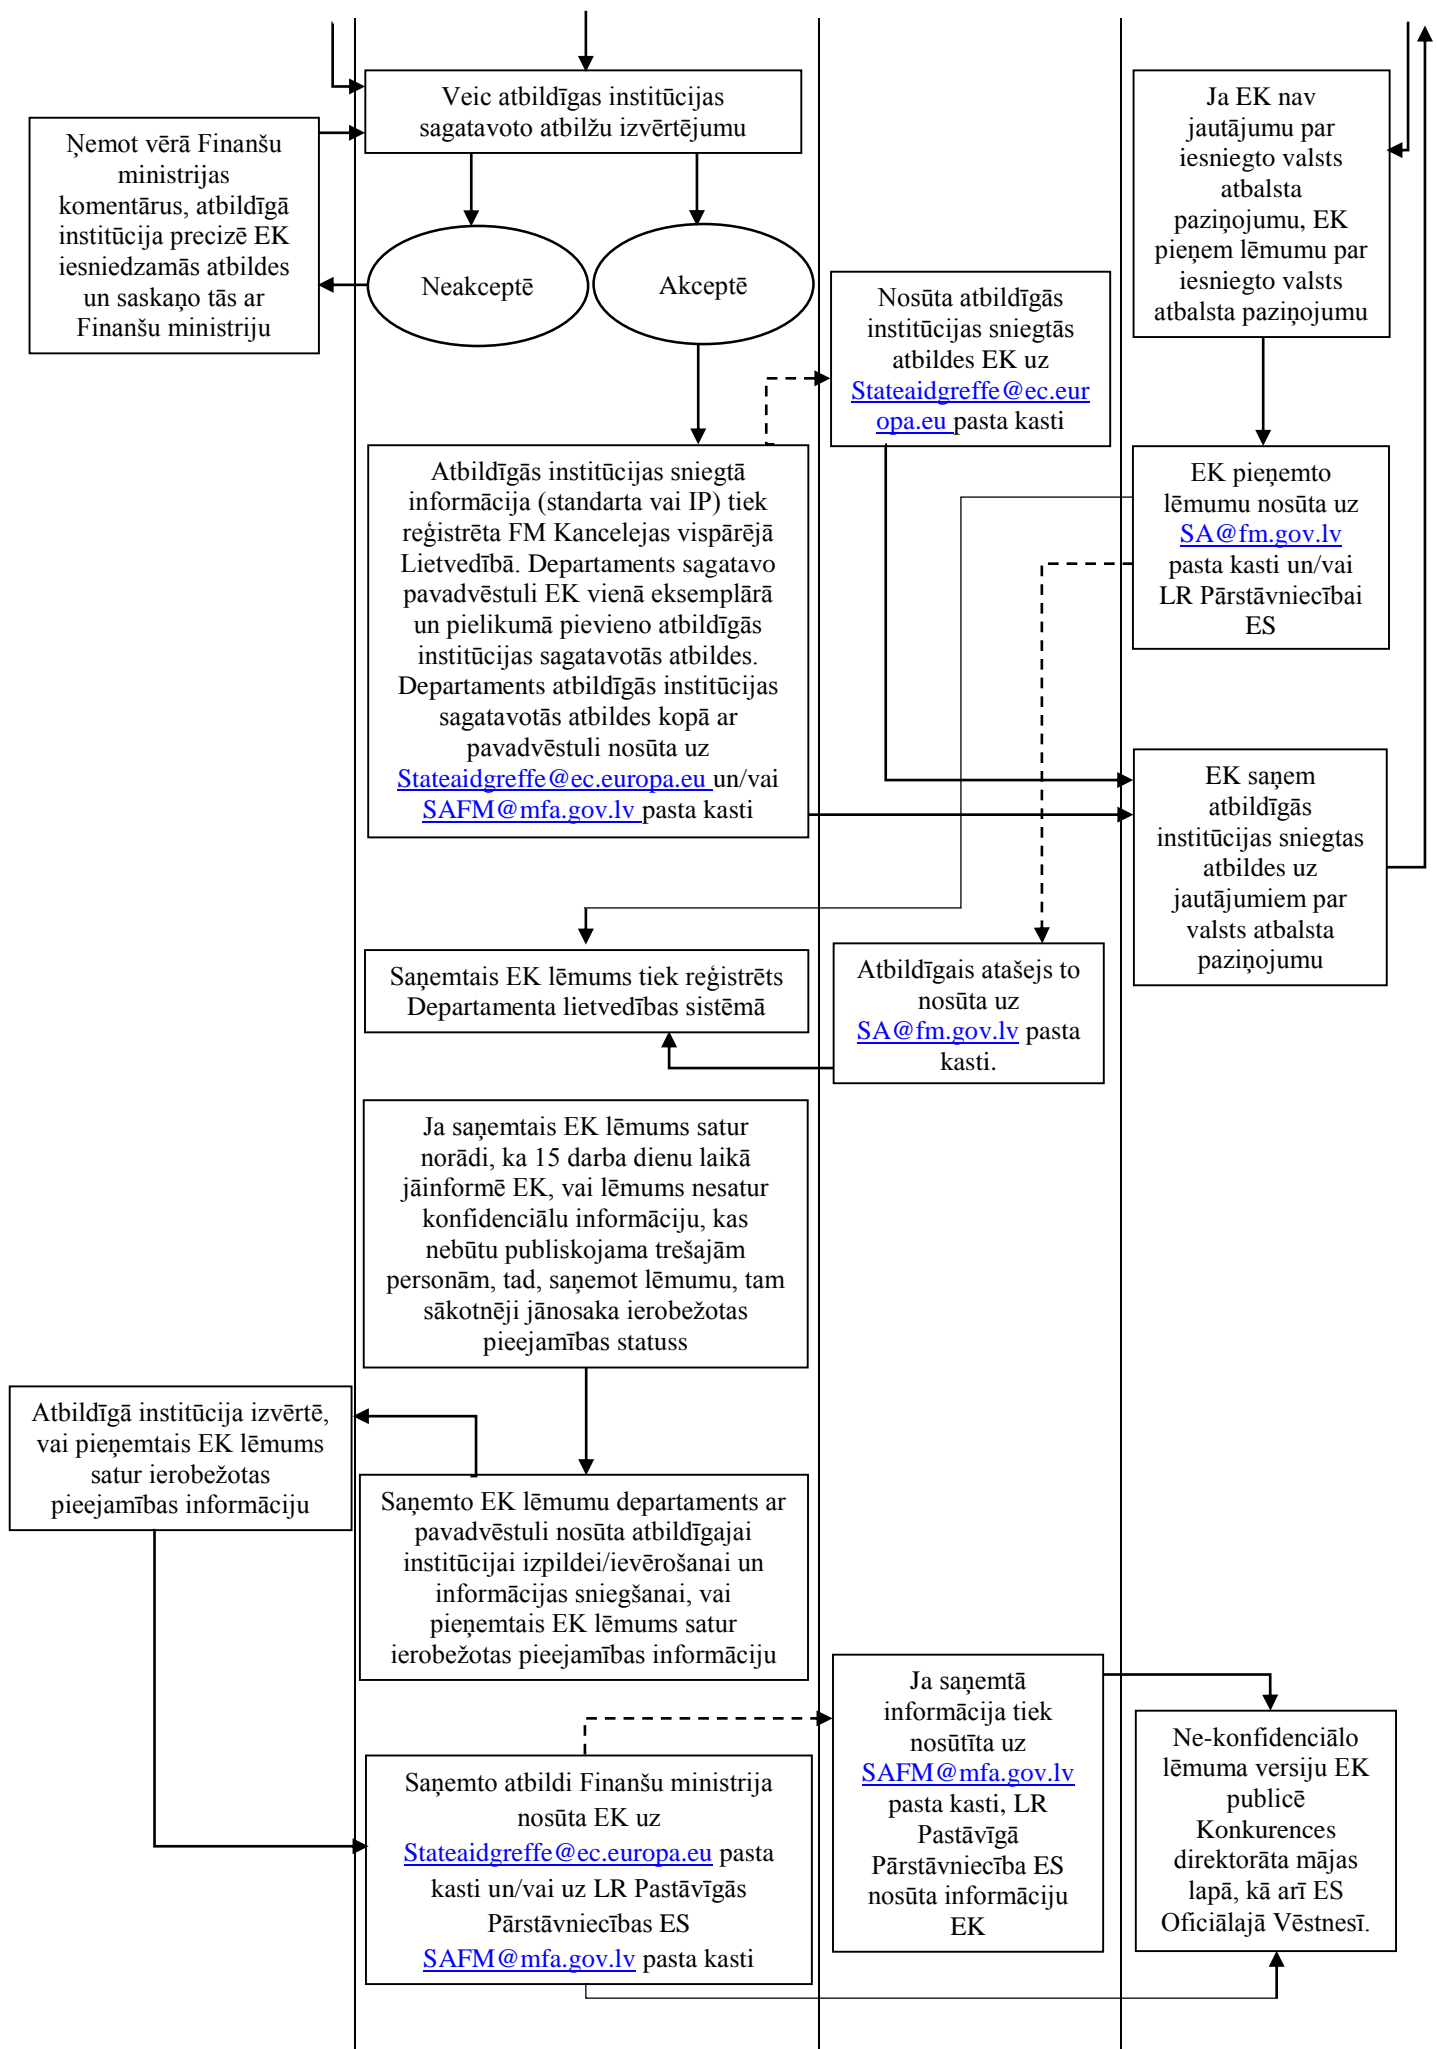 Veic atbildīgas institūcijas
sagatavoto atbilžu izvērtējumu
Ņemot vērā Finanšu
ministrijas
komentārus, atbildīgā
institūcija precizē EK
iesniedzamās atbildes
un saskaņo tās ar
Finanšu ministriju
Neakceptē
Akceptē
Ja EK nav
jautājumu par
iesniegto valsts
atbalsta
paziņojumu, EK
pieņem lēmumu par
iesniegto valsts
atbalsta paziņojumu
Nosūta atbildīgās
institūcijas sniegtās
atbildes EK uz
Stateaidgreffe@ec.eur
opa.eu pasta kasti
Atbildīgās institūcijas sniegtā
informācija (standarta vai IP) tiek
reģistrēta FM Kancelejas vispārējā
Lietvedībā. Departaments sagatavo
pavadvēstuli EK vienā eksemplārā
un pielikumā pievieno atbildīgās
institūcijas sagatavotās atbildes.
Departaments atbildīgās institūcijas
sagatavotās atbildes kopā ar
pavadvēstuli nosūta uz
Stateaidgreffe@ec.europa.eu un/vai
SAFM@mfa.gov.lv pasta kasti
EK pieņemto
lēmumu nosūta uz
SA@fm.gov.lv
pasta kasti un/vai
LR Pārstāvniecībai
ES
EK saņem
atbildīgās
institūcijas sniegtas
atbildes uz
jautājumiem par
valsts atbalsta
paziņojumu
Saņemtais EK lēmums tiek reģistrēts
Departamenta lietvedības sistēmā
Atbildīgais atašejs to
nosūta uz
SA@fm.gov.lv pasta
kasti.
Ja saņemtais EK lēmums satur
norādi, ka 15 darba dienu laikā
jāinformē EK, vai lēmums nesatur
konfidenciālu informāciju, kas
nebūtu publiskojama trešajām
personām, tad, saņemot lēmumu, tam
sākotnēji jānosaka ierobežotas
pieejamības statuss
Atbildīgā institūcija izvērtē,
vai pieņemtais EK lēmums
satur ierobežotas
pieejamības informāciju
Saņemto EK lēmumu departaments ar
pavadvēstuli nosūta atbildīgajai
institūcijai izpildei/ievērošanai un
informācijas sniegšanai, vai
pieņemtais EK lēmums satur
ierobežotas pieejamības informāciju
Ja saņemtā
informācija tiek
nosūtīta uz
SAFM@mfa.gov.lv
pasta kasti, LR
Pastāvīgā
Pārstāvniecība ES
nosūta informāciju
EK
Ne-konfidenciālo
lēmuma versiju EK
publicē
Konkurences
direktorāta mājas
lapā, kā arī ES
Oficiālajā Vēstnesī.
Saņemto atbildi Finanšu ministrija
nosūta EK uz
Stateaidgreffe@ec.europa.eu pasta
kasti un/vai uz LR Pastāvīgās
Pārstāvniecības ES
SAFM@mfa.gov.lv pasta kasti